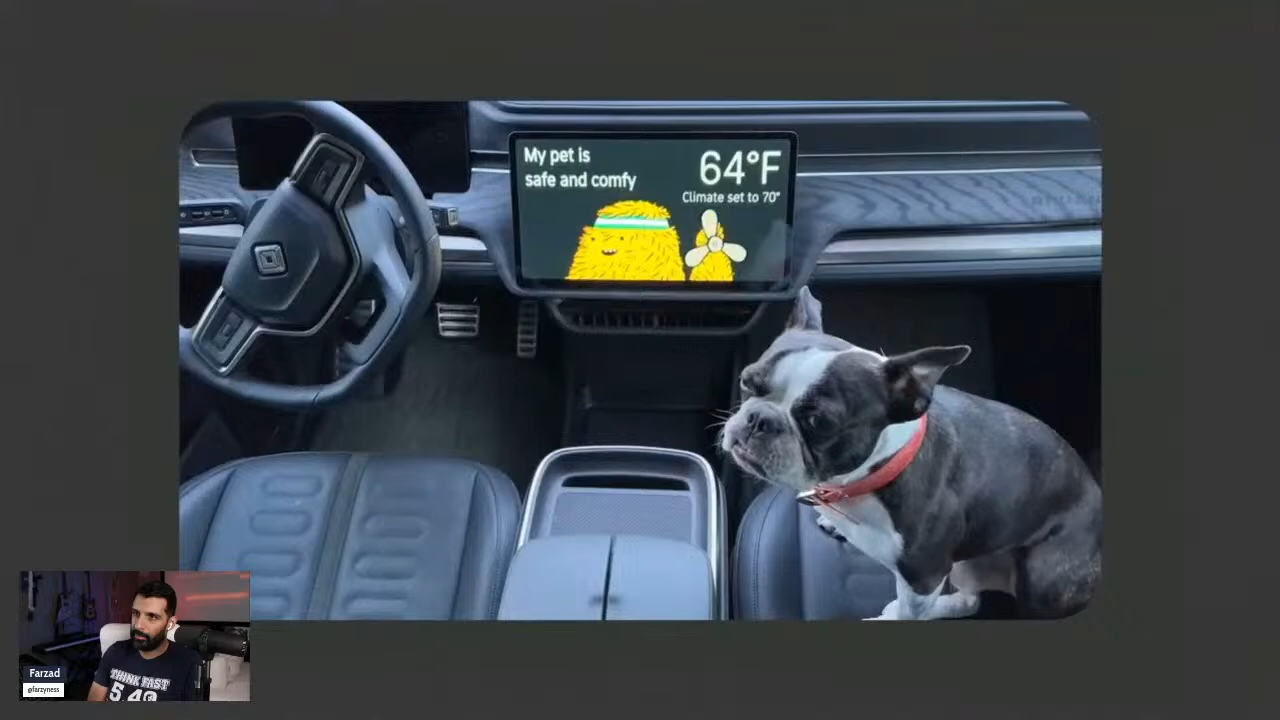 My pet is
safe and comfy
64°F
Climate set to 70°
Farzad
@farzyness
THINK FAST